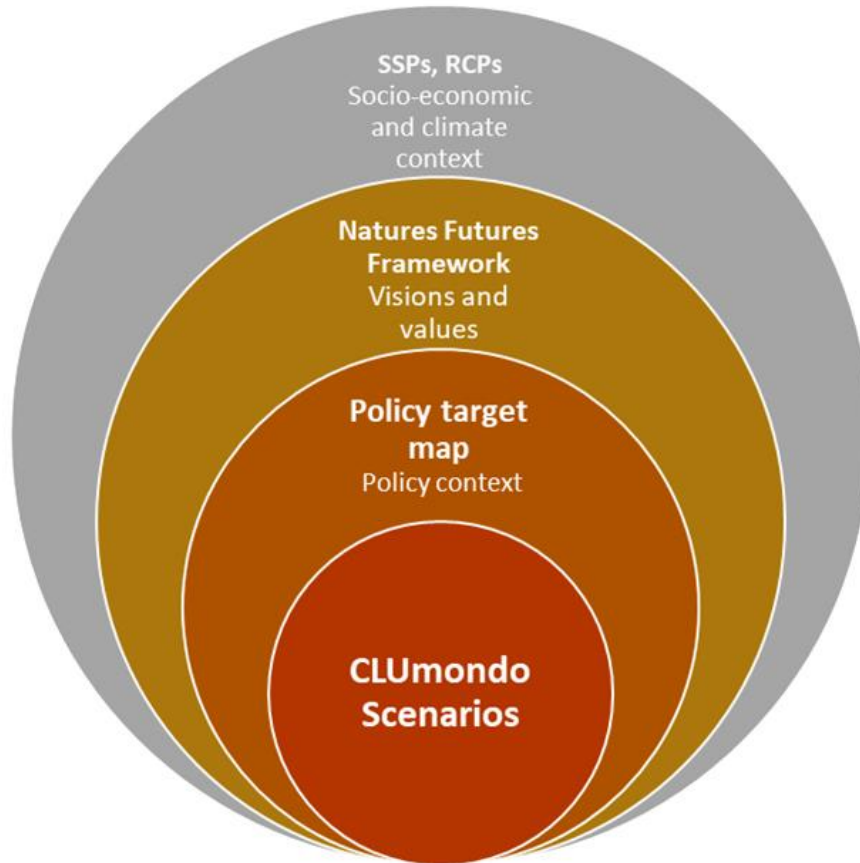 SSPs, RCPs
Socio-economic
and climate
context
Natures Futures
Framework
Visions and
values
Policy target
map
Policy context
CLUmondo
Scenarios